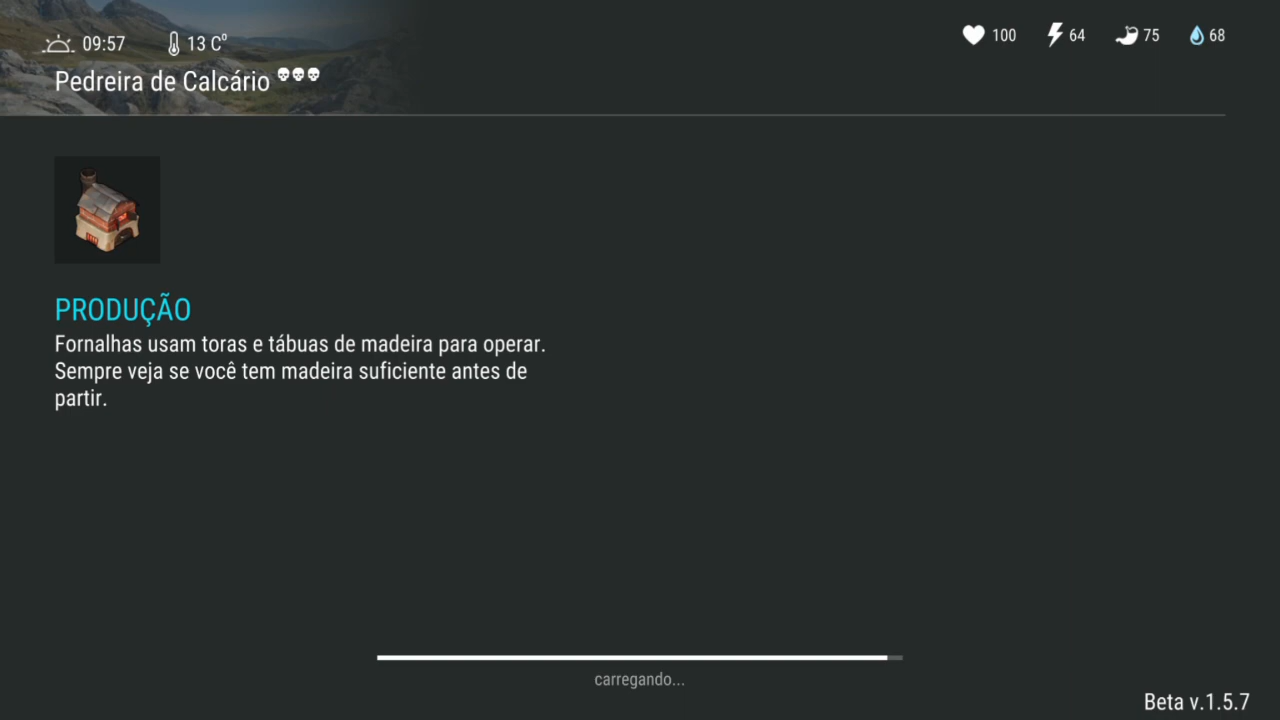 09:57
13 Cº
100
64
75
68
Pedreira de Calcário
PRODUÇÃO
Fornalhas usam toras e tábuas de madeira para operar.
Sempre veja se você tem madeira suficiente antes de
partir.
carregando...
Beta v.1.5.7